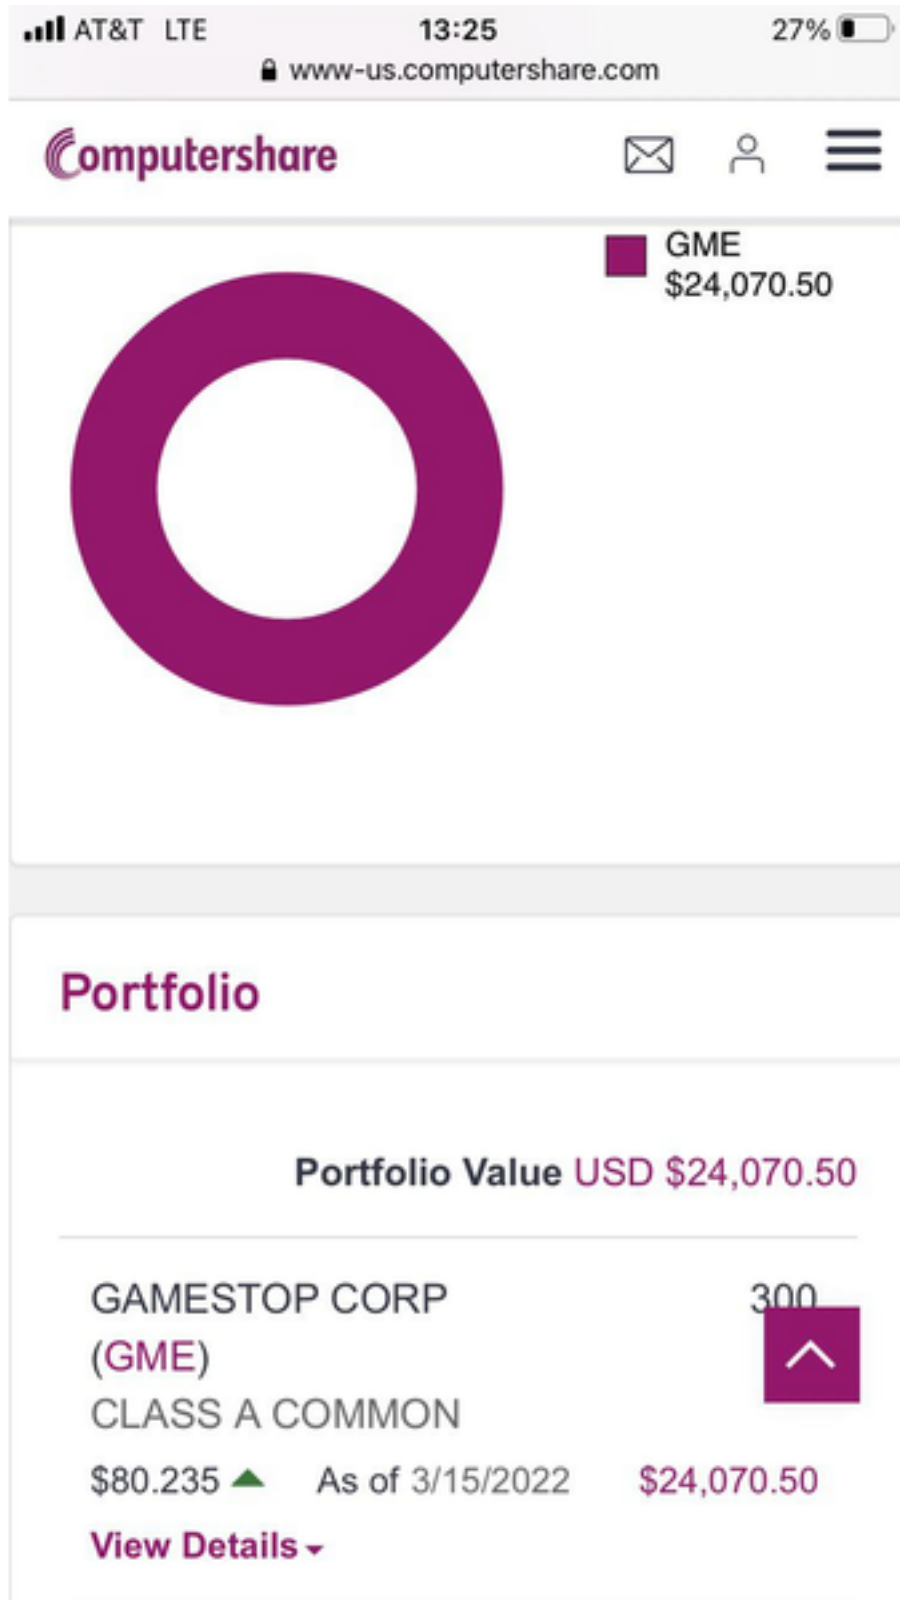 AT&T LTE 13:25 27%
www-us.computershare.com
Computershare
GME
$24,070.50
Portfolio
Portfolio Value USD $24,070.50
GAMESTOP CORP 300
(GME)
CLASS A COMMON
$80.235 As of 3/15/2022 $24,070.50
View Details